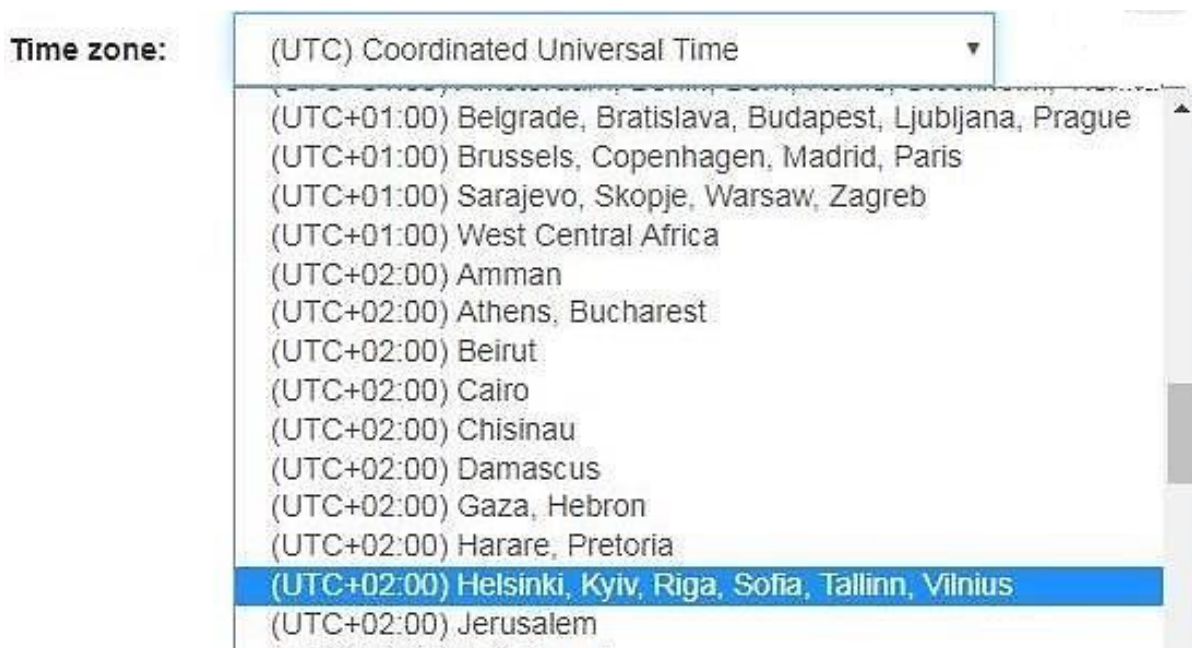 Time zone:
(UTC) Coordinated Universal Time
(UTC+01:00) Belgrade, Bratislava, Budapest, Ljubljana, Prague
(UTC+01:00) Brussels, Copenhagen, Madrid, Paris
(UTC+01:00) Sarajevo, Skopje, Warsaw, Zagreb
(UTC+01:00) West Central Africa
(UTC+02:00) Amman
(UTC+02:00) Athens, Bucharest
(UTC+02:00) Beirut
(UTC+02:00) Cairo
(UTC+02:00) Chisinau
(UTC+02:00) Damascus
(UTC+02:00) Gaza, Hebron
(UTC+02:00) Harare, Pretoria
(UTC+02:00) Helsinki, Kyiv, Riga, Sofia, Tallinn, Vilnius
(UTC+02:00) Jerusalem